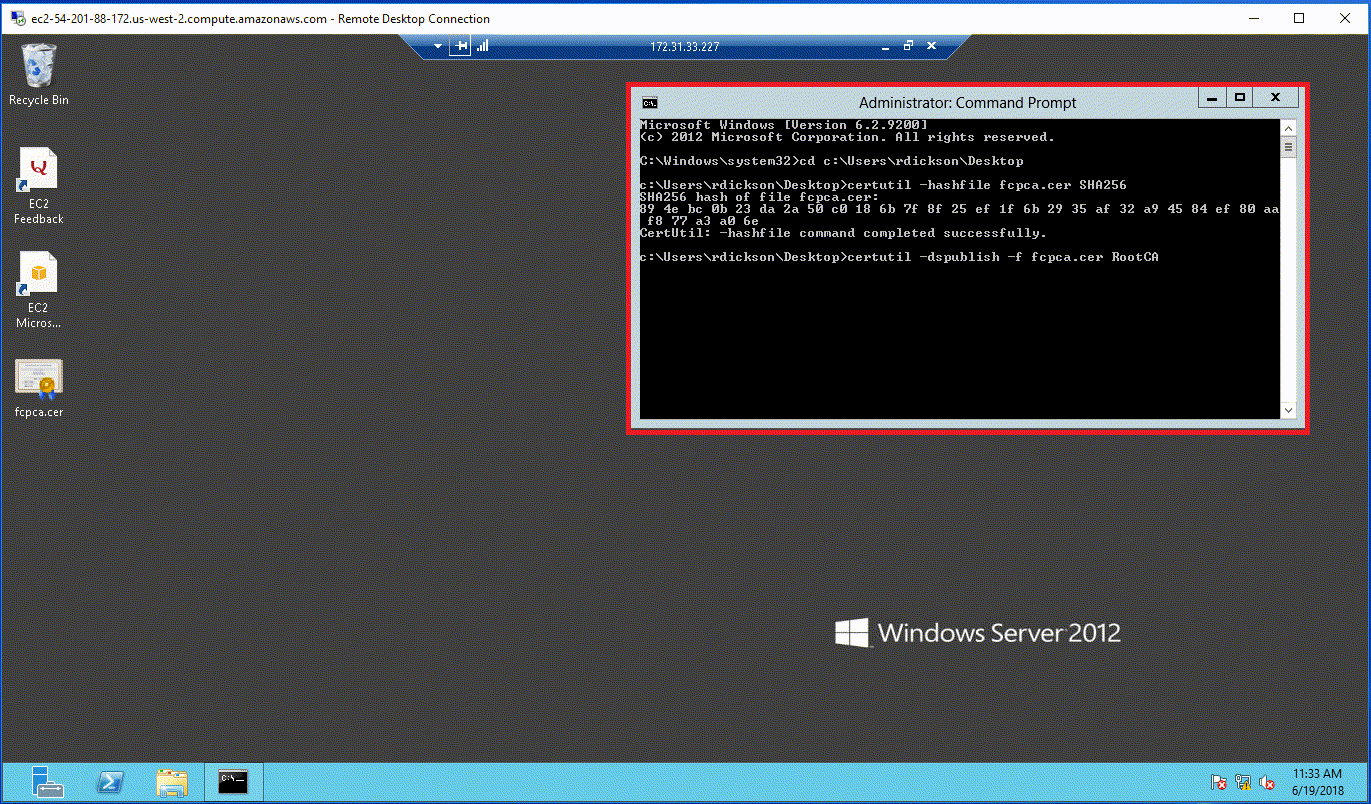 ec2-54-201-88-172.us-west-2.compute.amazonaws.com - Remote Desktop Connection
172.31.33.227
Recycle Bin
EC2
Feedback
EC2
Micros...
fcpca.cer
Administrator: Command Prompt
Microsoft Windows [Version 6.2.9200]
(c) 2012 Microsoft Corporation. All rights reserved.
C:\Windows\system32>cd c:\Users\rdickson\Desktop
c:\Users\rdickson\Desktop>certutil -hashfile fcpca.cer SHA256
SHA256 hash of file fcpca.cer:
89 4e bc 0b 23 da 2a 50 c0 18 6b 7f 8f 25 ef 1f 6b 29 35 af 32 a9 45 84 ef 80 aa
f8 77 a3 a0 6e
CertUtil: -hashfile command completed successfully.
c:\Users\rdickson\Desktop>certutil -dspublish -f fcpca.cer RootCA
Windows Server 2012
11:33 AM
6/19/2018